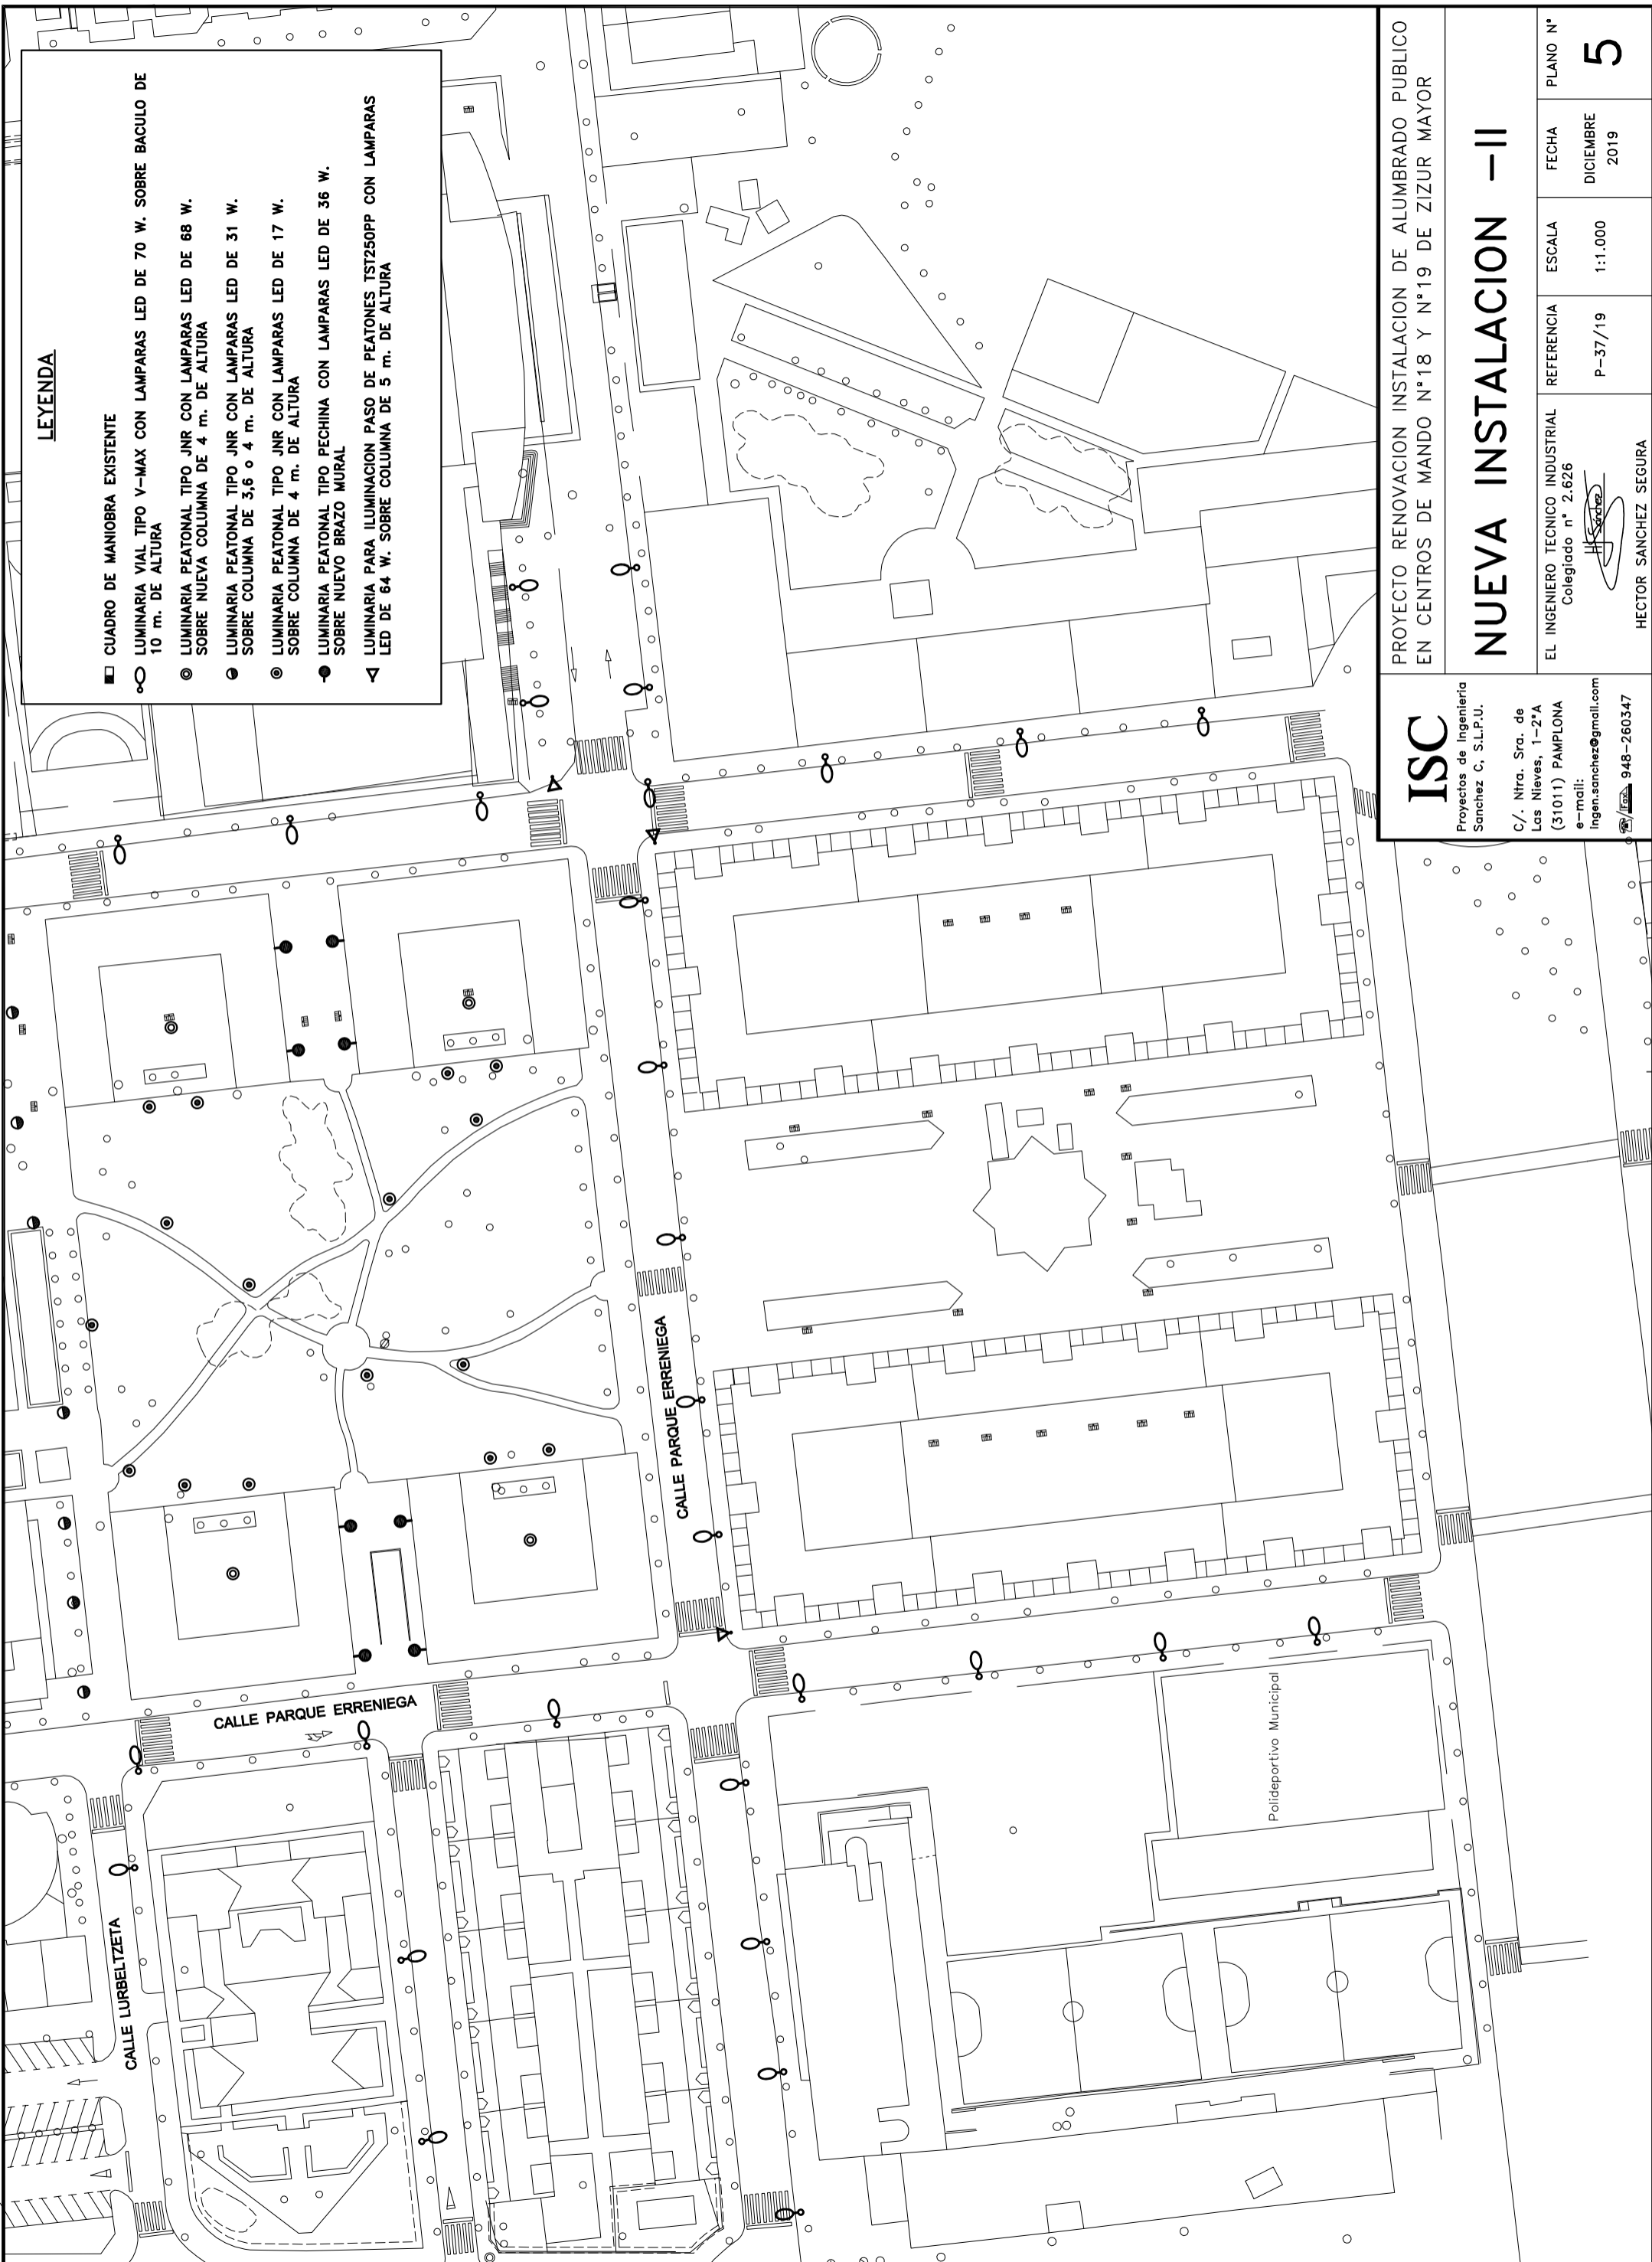 LEYENDA
CUADRO DE MANIOBRA EXISTENTE
LUMINARIA VIAL TIPO V-MAX CON LAMPARAS LED DE 70 W. SOBRE BACULO DE
10 m. DE ALTURA
LUMINARIA PEATONAL TIPO JNR CON LAMPARAS LED DE 68 W.
SOBRE NUEVA COLUMNA DE 4 m. DE ALTURA
LUMINARIA PEATONAL TIPO JNR CON LAMPARAS LED DE 31 W.
SOBRE COLUMNA DE 3,6 o 4 m. DE ALTURA
LUMINARIA PEATONAL TIPO JNR CON LAMPARAS LED DE 17 W.
SOBRE COLUMNA DE 4 m. DE ALTURA
LUMINARIA PEATONAL TIPO PECHINA CON LAMPARAS LED DE 36 W.
SOBRE NUEVO BRAZO MURAL
LUMINARIA PARA ILUMINACION PASO DE PEATONES TST250PP CON LAMPARAS
LED DE 64 W. SOBRE COLUMNA DE 5 m. DE ALTURA
CALLE LURBELTZETA
CALLE PARQUE ERRENIEGA
CALLE PARQUE ERRENIEGA
Polideportivo Municipal
ISC
Proyectos de Ingenieria
Sanchez C, S.L.P.U.
C/. Ntra. Sra. de
Las Nieves, 1-2ºA
(31011) PAMPLONA
e-mail:
ingen.sanchez@gmail.com
948-260347
PROYECTO RENOVACION INSTALACION DE ALUMBRADO PUBLICO
EN CENTROS DE MANDO Nº18 Y Nº19 DE ZIZUR MAYOR
NUEVA INSTALACION -II
EL INGENIERO TECNICO INDUSTRIAL
Colegiado nº 2.626
HECTOR SANCHEZ SEGURA
REFERENCIA
P-37/19
ESCALA
1:1.000
FECHA
DICIEMBRE
2019
PLANO Nº
5